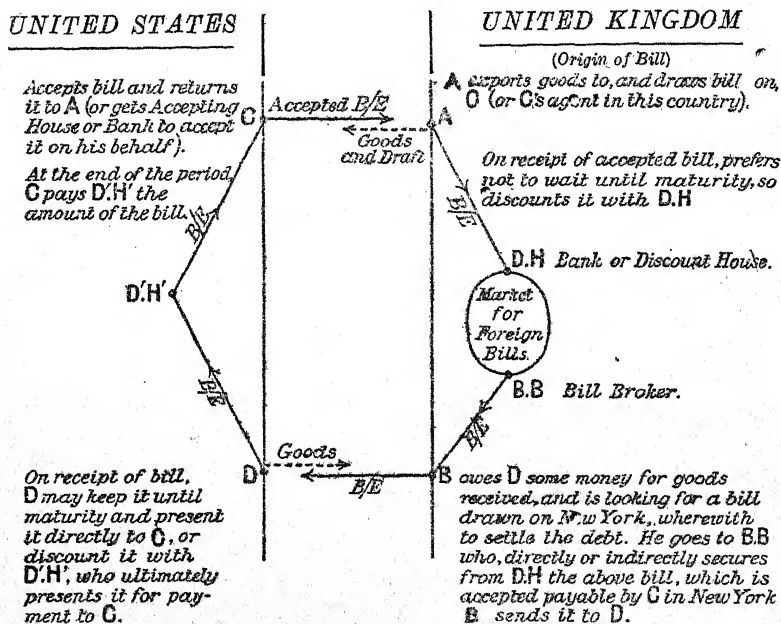 UNITED STATES
UNITED KINGDOM
(Origin of Bill)
Accepts bill and returns
it to A (or gets Accepting
House or Bank to accept
it on his behalf).
At the end of the period,
C pays D'.H' the
amount of the bill.
C
Accepted B/E
Goods
and Draft
A
A exports goods to, and draws bill on,
C (or C's agent in this country).
On receipt of accepted bill, prefers
not to wait until maturity, so
discounts it with D.H
B/E
B/E
D.H Bank or Discount House.
D'.H'
Market
for
Foreign
Bills.
B.B Bill Broker.
B/E
B/E
D
Goods
B/E
On receipt of bill,
D may keep it until
maturity and present
it directly to C, or
discount it with
D'.H', who ultimately
presents it for pay-
ment to C.
B owes D some money for goods
received, and is looking for a bill
drawn on New York, wherewith
to settle the debt. He goes to B.B
who, directly or indirectly secures
from D.H the above bill, which is
accepted payable by C in New York
B sends it to D.